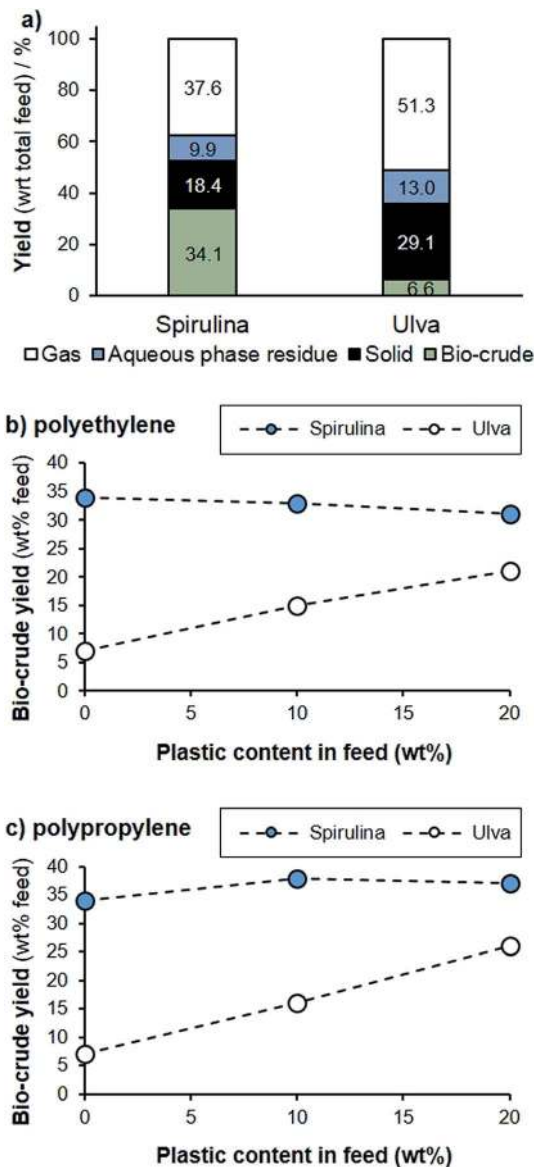 a)
100
80
60
40
20
0
Yield (wrt total feed) / %
37.6
9.9
18.4
34.1
51.3
13.0
29.1
6.6
Spirulina
Ulva
Gas
Aqueous phase residue
Solid
Bio-crude
b) polyethylene
Spirulina
Ulva
40
35
30
25
20
15
10
5
0
Bio-crude yield (wt% feed)
0
5
10
15
20
Plastic content in feed (wt%)
c) polypropylene
Spirulina
Ulva
40
35
30
25
20
15
10
5
0
Bio-crude yield (wt% feed)
0
5
10
15
20
Plastic content in feed (wt%)